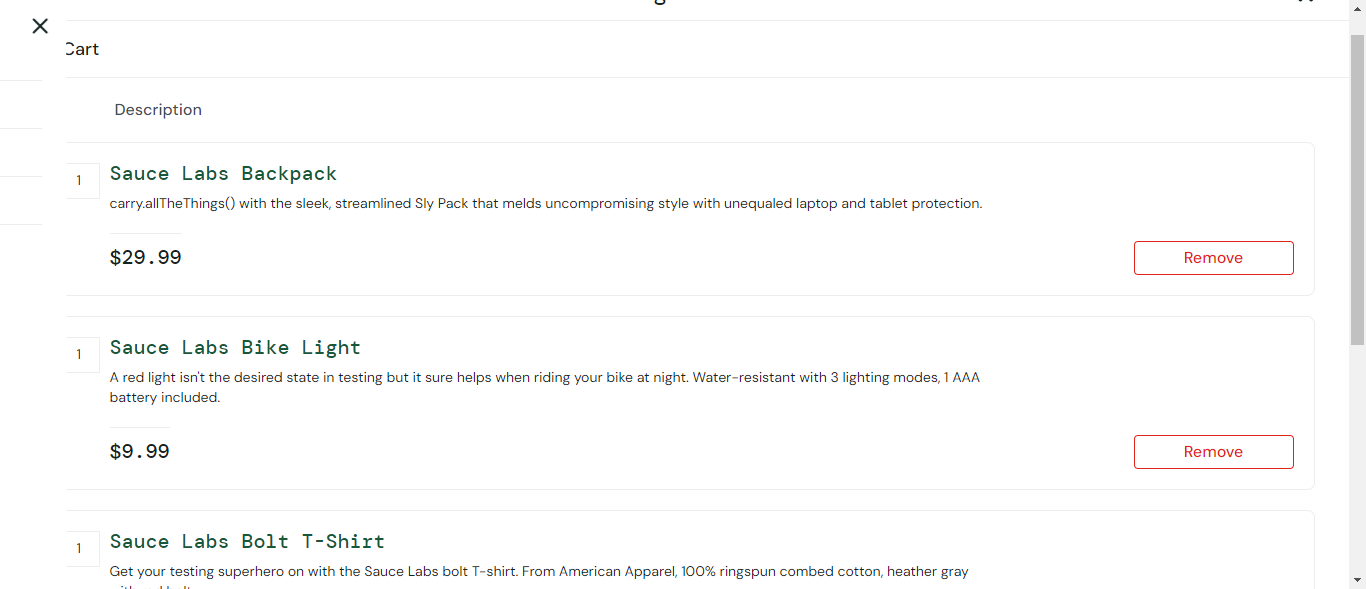 Cart
Description
1
Sauce Labs Backpack
carry.allTheThings() with the sleek, streamlined Sly Pack that melds uncompromising style with unequaled laptop and tablet protection.
$29.99
Remove
1
Sauce Labs Bike Light
A red light isn't the desired state in testing but it sure helps when riding your bike at night. Water-resistant with 3 lighting modes, 1 AAA
battery included.
$9.99
Remove
1
Sauce Labs Bolt T-Shirt
Get your testing superhero on with the Sauce Labs bolt T-shirt. From American Apparel, 100% ringspun combed cotton, heather gray